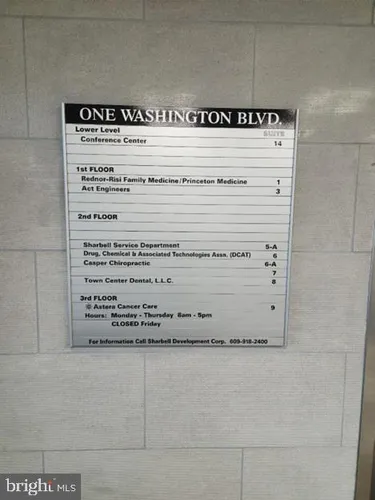 ONE WASHINGTON BLVD.
Lower Level SUITE
Conference Center 14
1st FLOOR
Rednor-Risi Family Medicine/Princeton Medicine 1
Act Engineers 3
2nd FLOOR
Sharbell Service Department 5-A
Drug, Chemical & Associated Technologies Assn. (DCAT) 6
Casper Chiropractic 6-A
7
Town Center Dental, L.L.C. 8
3rd FLOOR
Astera Cancer Care 9
Hours: Monday - Thursday 8am - 5pm
CLOSED Friday
For Information Call Sharbell Development Corp. 609-918-2400
bright MLS